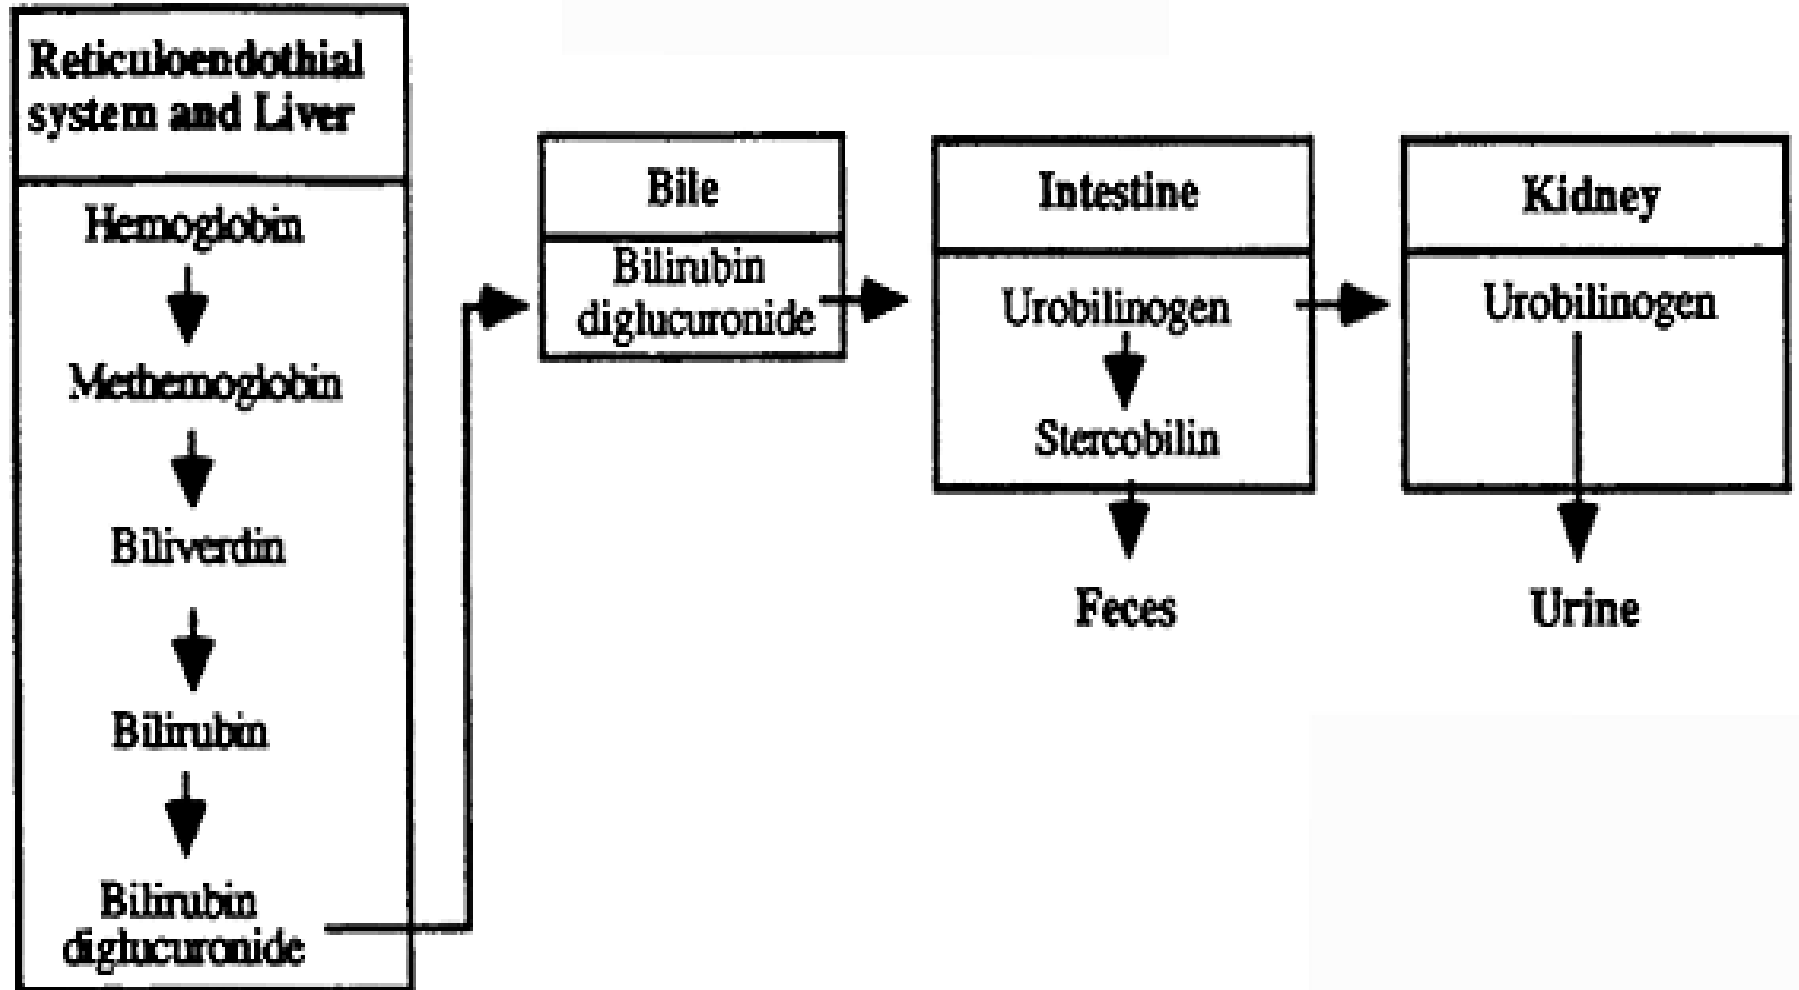 Reticuloendothial
system and Liver
Hemoglobin
Methemoglobin
Biliverdin
Bilirubin
Bilirubin
diglucuronide
Bile
Bilirubin
diglucuronide
Intestine
Urobilinogen
Stercobilin
Feces
Kidney
Urobilinogen
Urine